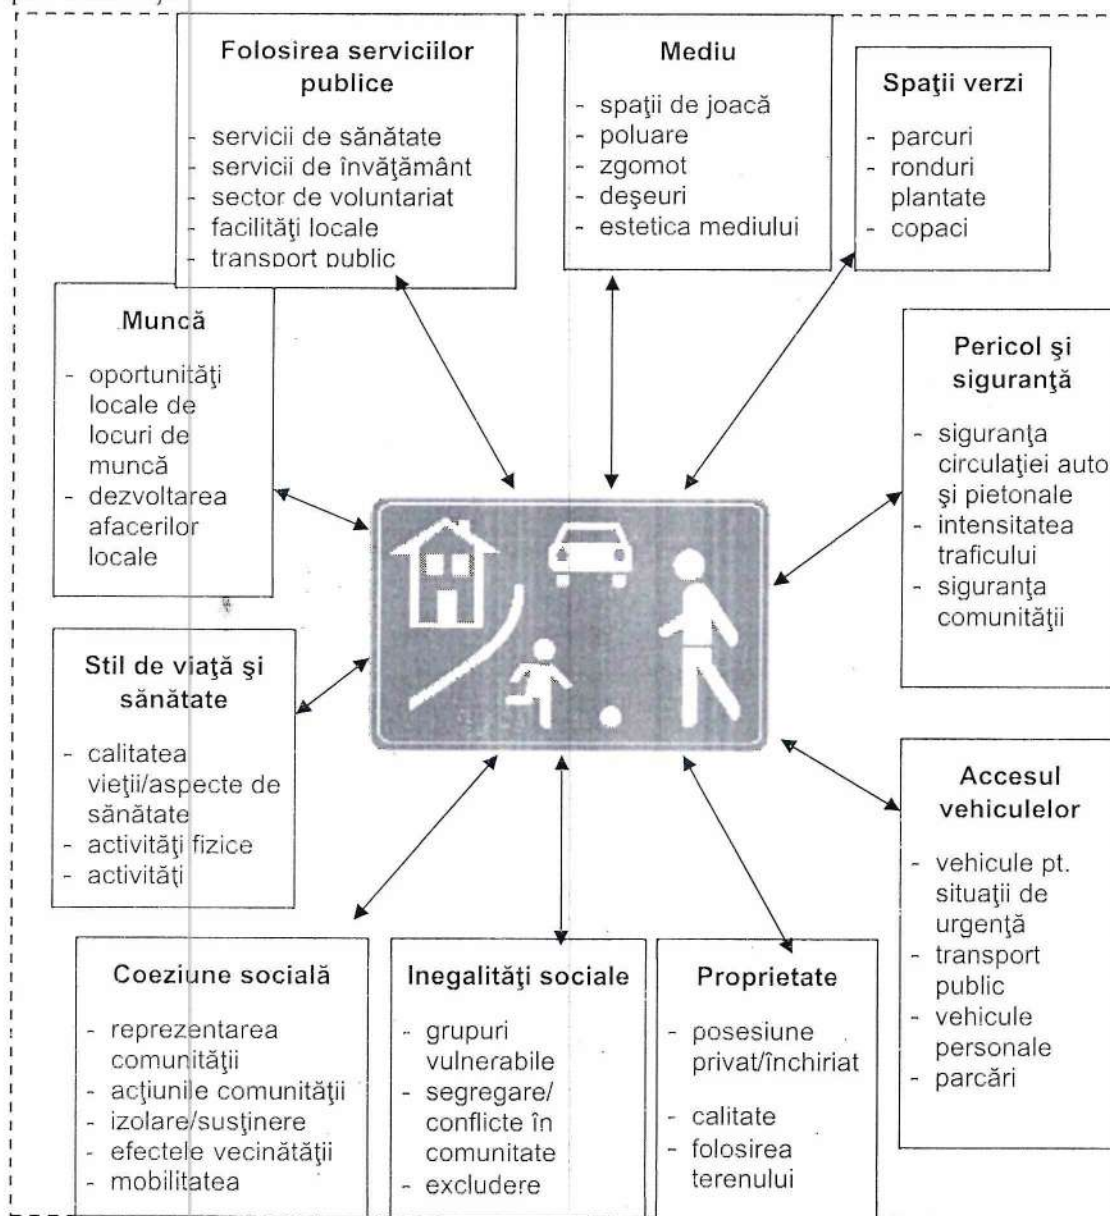 Folosirea serviciilor
publice
- servicii de sănătate
- servicii de învăţământ
- sector de voluntariat
- facilităţi locale
- transport public
Mediu
- spaţii de joacă
- poluare
- zgomot
- deşeuri
- estetica mediului
Spaţii verzi
- parcuri
- ronduri
plantate
- copaci
Muncă
- oportunităţi
locale de
locuri de
muncă
- dezvoltarea
afacerilor
locale
Pericol şi
siguranţă
- siguranţa
circulaţiei auto
şi pietonale
- intensitatea
traficului
- siguranţa
comunităţii
Stil de viaţă şi
sănătate
- calitatea
vieţii/aspecte de
sănătate
- activităţi fizice
- activităţi
Accesul
vehiculelor
- vehicule pt.
situaţii de
urgenţă
- transport
public
- vehicule
personale
- parcări
Coeziune socială
- reprezentarea
comunităţii
- acţiunile comunităţii
- izolare/susţinere
- efectele vecinătăţii
- mobilitatea
Inegalităţi sociale
- grupuri
vulnerabile
- segregare/
conflicte în
comunitate
- excludere
Proprietate
- posesiune
privat/închiriat
- calitate
- folosirea
terenului